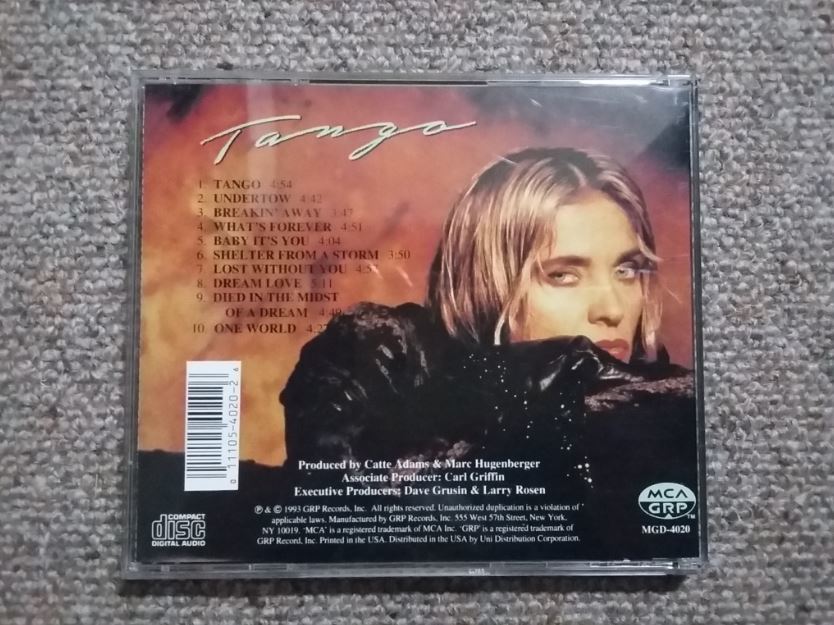 Tango
1. TANGO 4:54
2. UNDERTOW 4:42
3. BREAKIN' AWAY 3:47
4. WHAT'S FOREVER 4:51
5. BABY IT'S YOU 4:04
6. SHELTER FROM A STORM 3:50
7. LOST WITHOUT YOU
8. DREAM LOVE 5:11
9. DIED IN THE MIDST
OF A DREAM 4:49
10. ONE WORLD
0 11105-4020-2 6
Produced by Catte Adams & Marc Hugenberger
Associate Producer: Carl Griffin
Executive Producers: Dave Grusin & Larry Rosen
℗ & © 1993 GRP Records, Inc. All rights reserved. Unauthorized duplication is a violation of
applicable laws. Manufactured by GRP Records, Inc. 555 West 57th Street, New York,
NY 10019. "MCA" is a registered trademark of MCA Inc. "GRP" is a registered trademark of
GRP Record, Inc. Printed in the USA. Distributed in the USA by Uni Distribution Corporation.
COMPACT
disc
DIGITAL AUDIO
MCA
GRP TM
MGD-4020